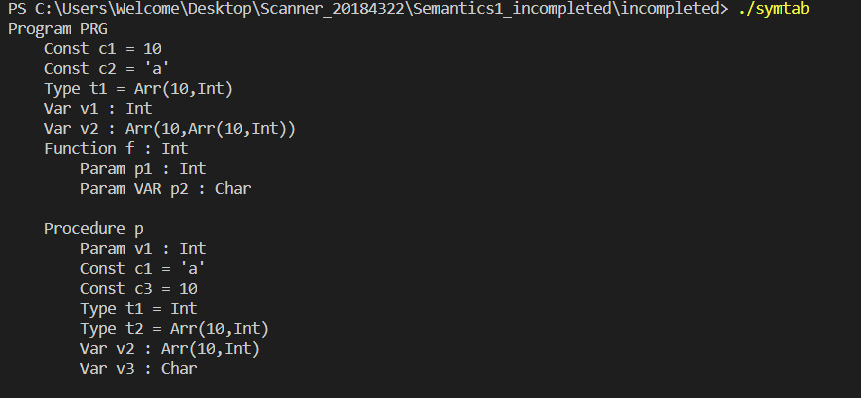 PS C:\Users\Welcome\Desktop\Scanner_20184322\Semantics1_incompleted\incompleted> ./symtab
Program PRG
    Const c1 = 10
    Const c2 = 'a'
    Type t1 = Arr(10,Int)
    Var v1 : Int
    Var v2 : Arr(10,Arr(10,Int))
    Function f : Int
        Param p1 : Int
        Param VAR p2 : Char

    Procedure p
        Param v1 : Int
        Const c1 = 'a'
        Const c3 = 10
        Type t1 = Int
        Type t2 = Arr(10,Int)
        Var v2 : Arr(10,Int)
        Var v3 : Char